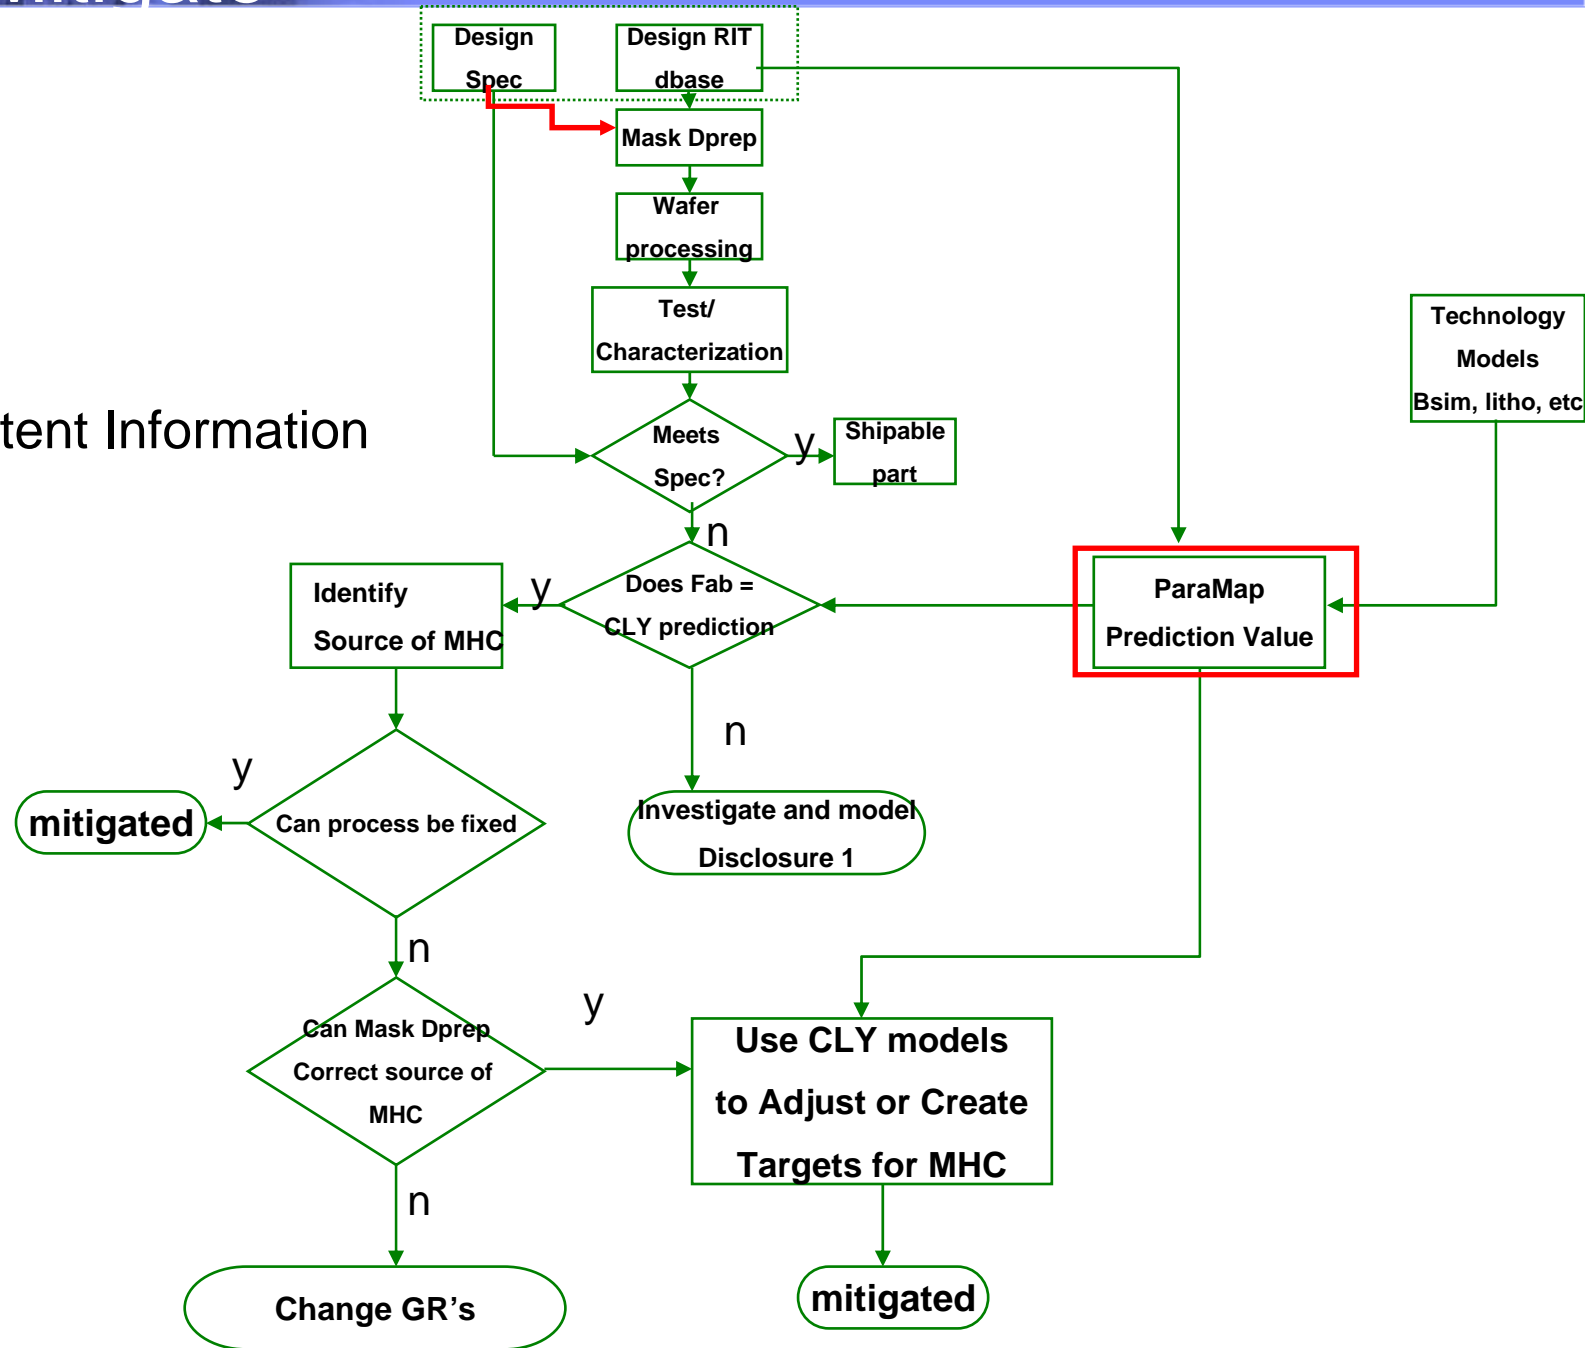 Design
Spec
Design RIT
dbase
Mask Dprep
Wafer
processing
Test/
Characterization
Technology
Models
Bsim, litho, etc
tent Information
Meets
Spec?
y
Shipable
part
n
Does Fab =
CLY prediction
y
Identify
Source of MHC
ParaMap
Prediction Value
n
y
mitigated
Can process be fixed
Investigate and model
Disclosure 1
n
Can Mask Dprep
Correct source of
MHC
y
Use CLY models
to Adjust or Create
Targets for MHC
n
Change GR's
mitigated